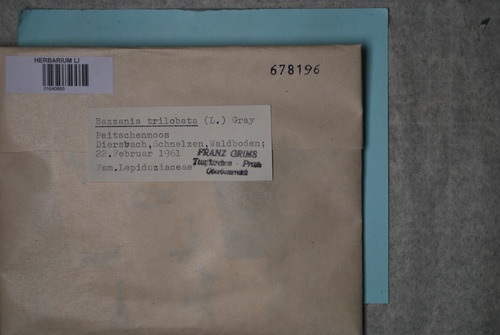 HERBARIUM LI
678196
Bazzania trilobata (L.) Gray
Peitschenmoos
Diersbach, Schnelzen, Waldboden;
22. Februar 1961
FRANZ GRIMS
Taufkirchen - Pram
Oberösterreich
Fam. Lepidoziaceae